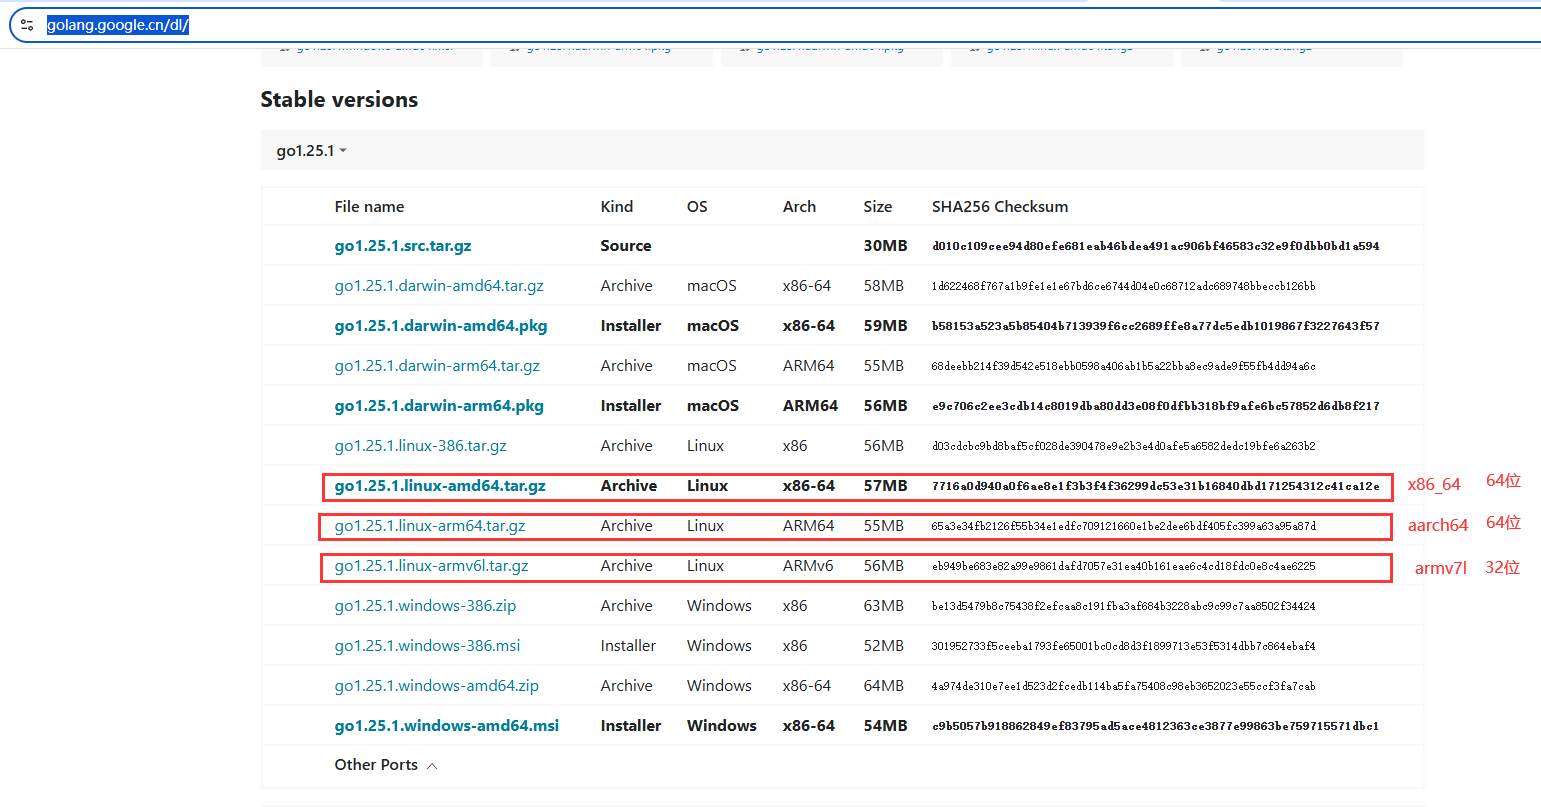 golang.google.cn/dl/
Stable versions
go1.25.1
File name Kind OS Arch Size SHA256 Checksum
go1.25.1.src.tar.gz Source 30MB d010c109cee94d80efe681eab46bdea491ac906bf46583c32e9f0dbb0bd1a594
go1.25.1.darwin-amd64.tar.gz Archive macOS x86-64 58MB 1d622468f767a1b9fe1e1e67bd6ce6744d04e0c68712adc689748bbeccb126bb
go1.25.1.darwin-amd64.pkg Installer macOS x86-64 59MB b58153a523a5b85404b713939f6cc2689ffe8a77dc5edb1019867f3227643f57
go1.25.1.darwin-arm64.tar.gz Archive macOS ARM64 55MB 68deebb214f39d542e518ebb0598a406ab1b5a22bba8ec9ade9f55fb4dd94a6c
go1.25.1.darwin-arm64.pkg Installer macOS ARM64 56MB e9c706c2ee3cdb14c8019dba80dd3e08f0dfbb318bf9afe6bc57852d6db8f217
go1.25.1.linux-386.tar.gz Archive Linux x86 56MB d03cdcbc9bd8baf5cf028de390478e9e2b3e4d0afe5a6582dedc19bfe6a263b2
go1.25.1.linux-amd64.tar.gz Archive Linux x86-64 57MB 7716a0d940a0f6ae8e1f3b3f4f36299dc53e31b16840dbd171254312c41ca12e x86_64 64位
go1.25.1.linux-arm64.tar.gz Archive Linux ARM64 55MB 65a3e34fb2126f55b34e1edfc709121660e1be2dee6bdf405fc399a63a95a87d aarch64 64位
go1.25.1.linux-armv6l.tar.gz Archive Linux ARMv6 56MB eb949be683e82a99e9861dafd7057e31ea40b161eae6c4cd18fdc0e8c4ae6225 armv7l 32位
go1.25.1.windows-386.zip Archive Windows x86 63MB be13d5479b8c75438f2efcaa8c191fba3af684b3228abc9c99c7aa8502f34424
go1.25.1.windows-386.msi Installer Windows x86 52MB 301952733f5ceeba1793fe65001bc0cd8d3f1899713e53f5314dbb7c864ebaf4
go1.25.1.windows-amd64.zip Archive Windows x86-64 64MB 4a974de310e7ee1d523d2fcedb114ba5fa75408c98eb3652023e55ccf3fa7cab
go1.25.1.windows-amd64.msi Installer Windows x86-64 54MB c9b5057b918862849ef83795ad5ace4812363ce3877e99863be759715571dbc1
Other Ports